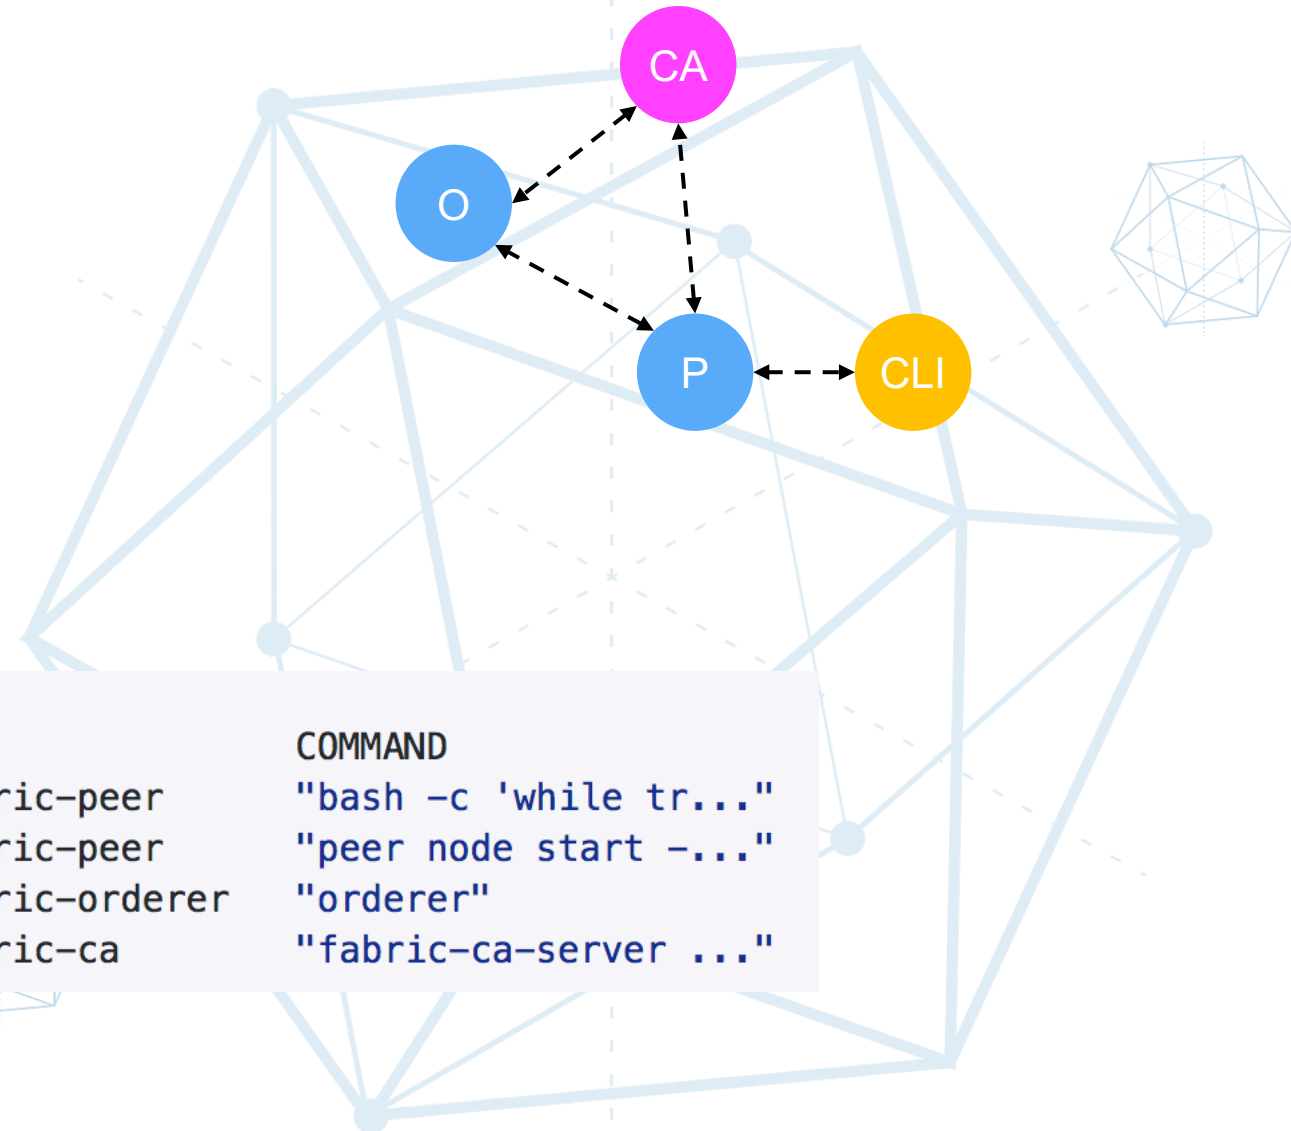 CA
O
P
CLI
COMMAND
ric-peer "bash -c 'while tr..."
ric-peer "peer node start -..."
ric-orderer "orderer"
ric-ca "fabric-ca-server ..."